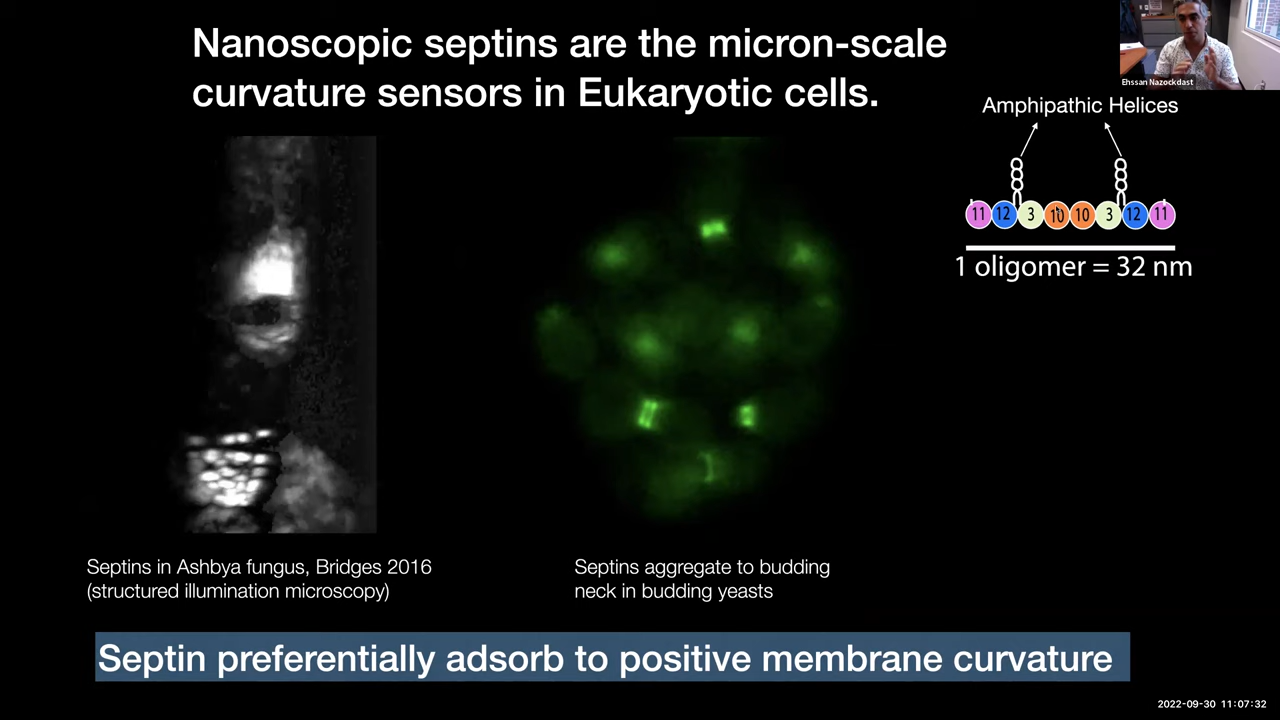 Nanoscopic septins are the micron-scale
curvature sensors in Eukaryotic cells.
Ehssan Nazockdast
Amphipathic Helices
11 12 3 10 10 3 12 11
1 oligomer = 32 nm
Septins in Ashbya fungus, Bridges 2016
(structured illumination microscopy)
Septins aggregate to budding
neck in budding yeasts
Septin preferentially adsorb to positive membrane curvature
2022-09-30 11:07:32